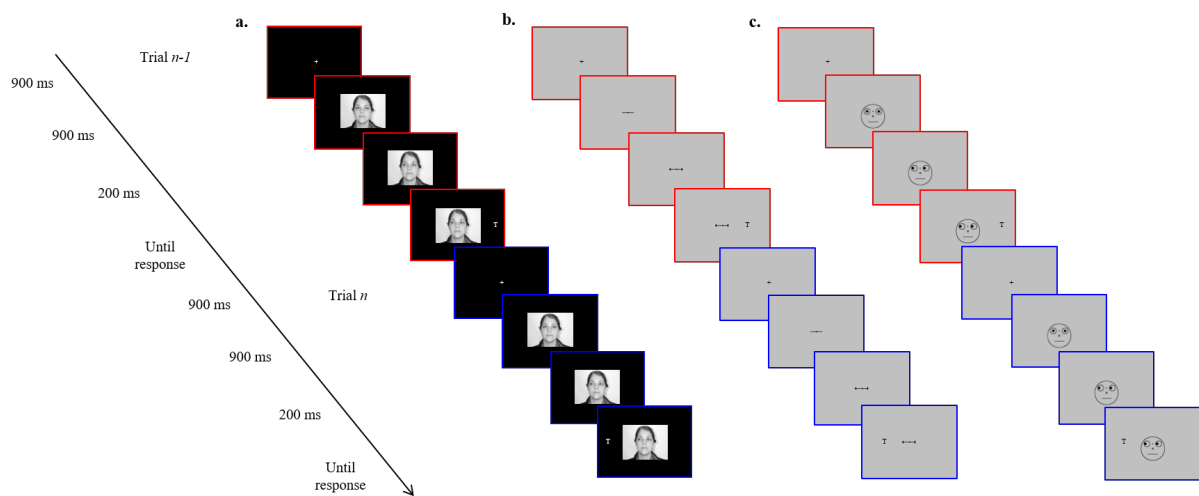 a.
b.
c.
Trial n-1
900 ms
900 ms
200 ms
T
T
T
Until
response
Trial n
900 ms
900 ms
200 ms
T
T
T
Until
response